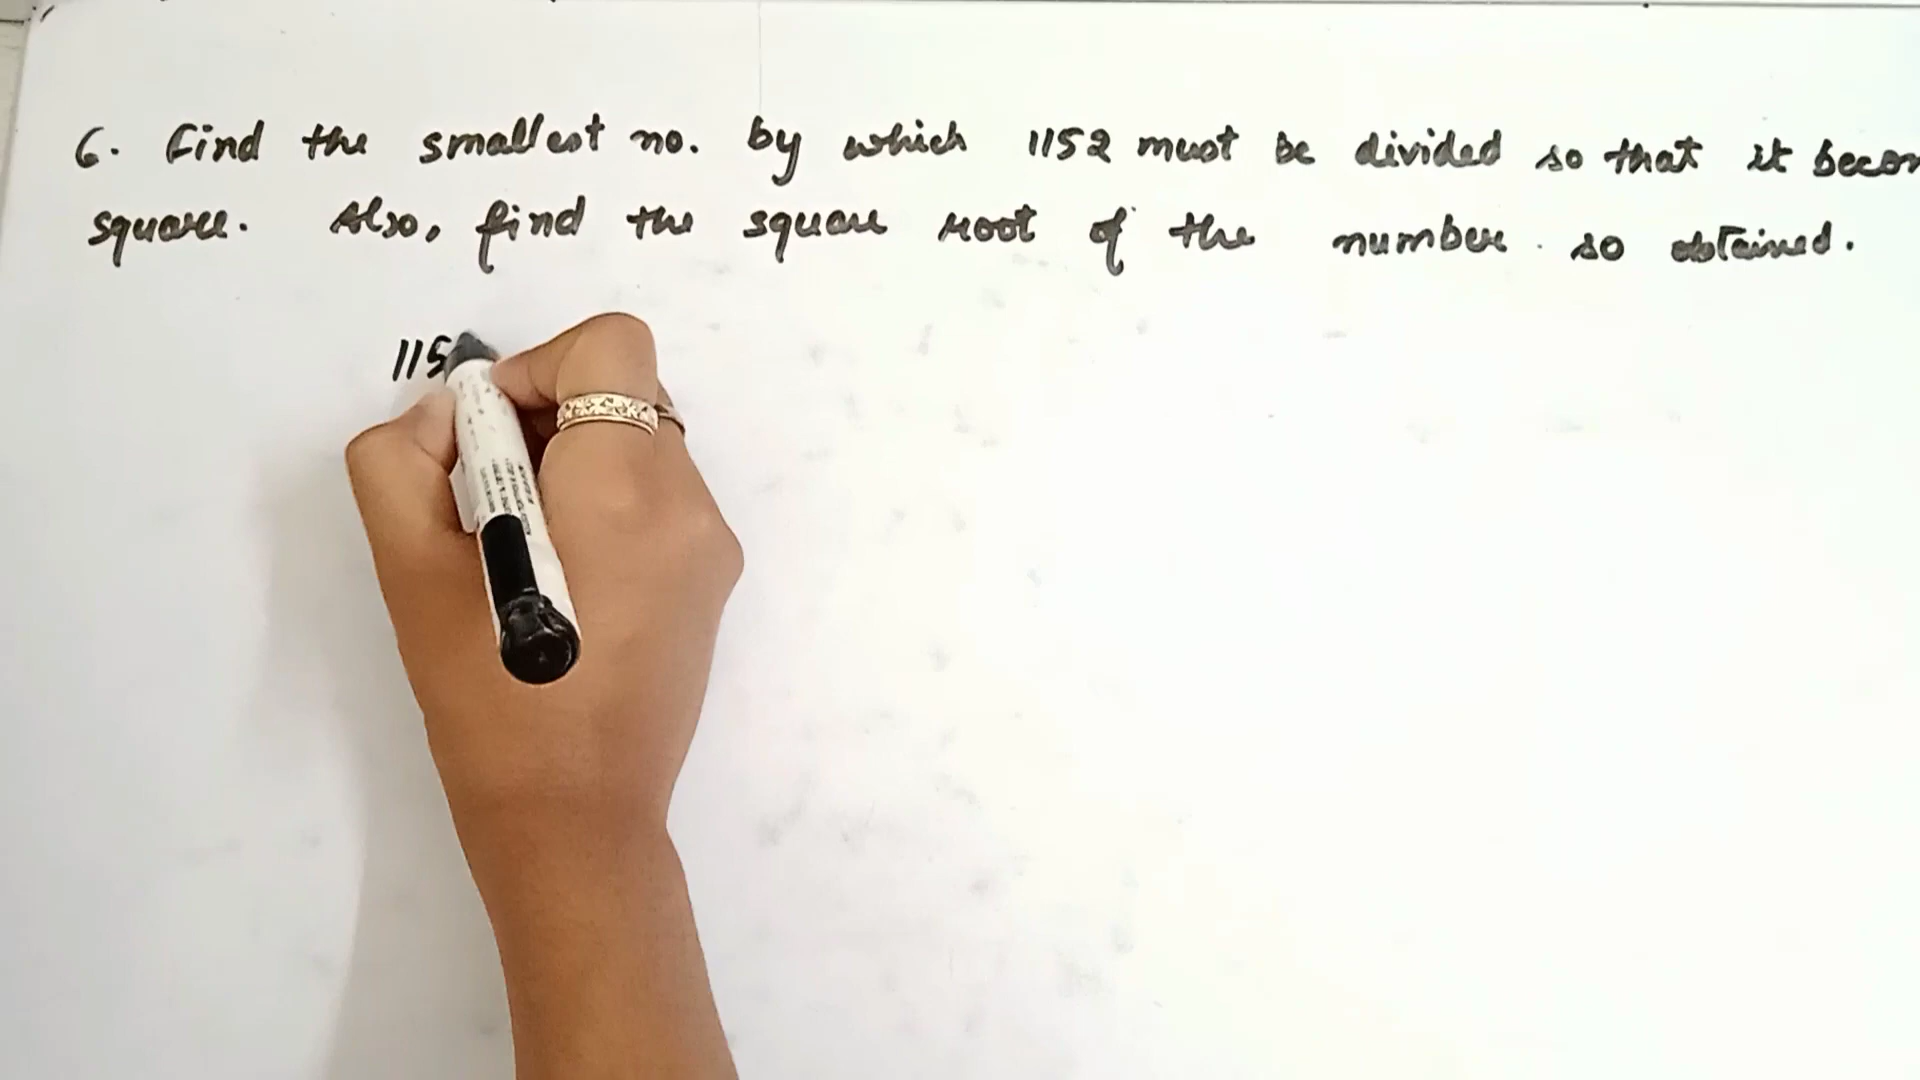 6. Find the smallest no. by which 1152 must be divided so that it becom
square. Also, find the square root of the number so obtained.
115